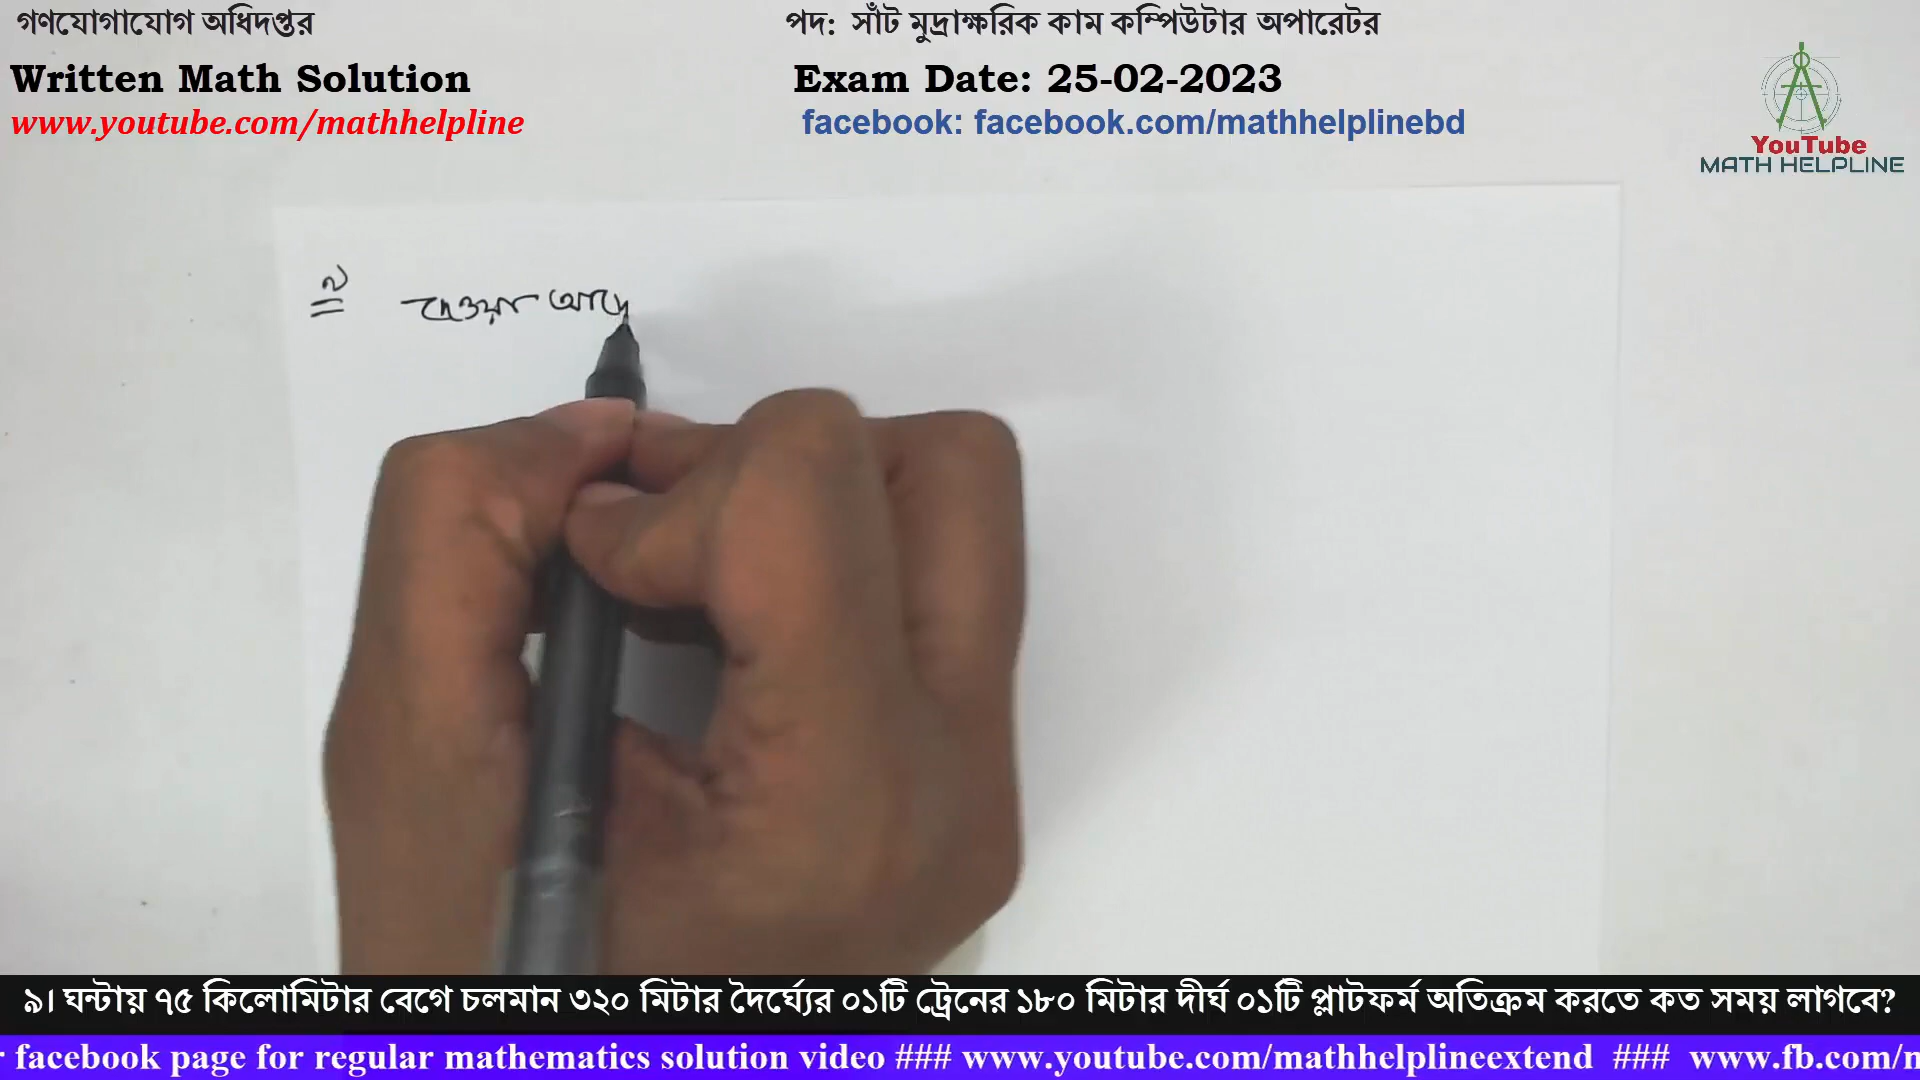 গণযোগাযোগ অধিদপ্তর
পদ: সাঁট মুদ্রাক্ষরিক কাম কম্পিউটার অপারেটর
Written Math Solution
Exam Date: 25-02-2023
www.youtube.com/mathhelpline
facebook: facebook.com/mathhelplinebd
YouTube
MATH HELPLINE
৯
দেওয়া আছে
৯। ঘন্টায় ৭৫ কিলোমিটার বেগে চলমান ৩২০ মিটার দৈর্ঘ্যের ০১টি ট্রেনের ১৮০ মিটার দীর্ঘ ০১টি প্লাটফর্ম অতিক্রম করতে কত সময় লাগবে?
facebook page for regular mathematics solution video ### www.youtube.com/mathhelplineextend ###